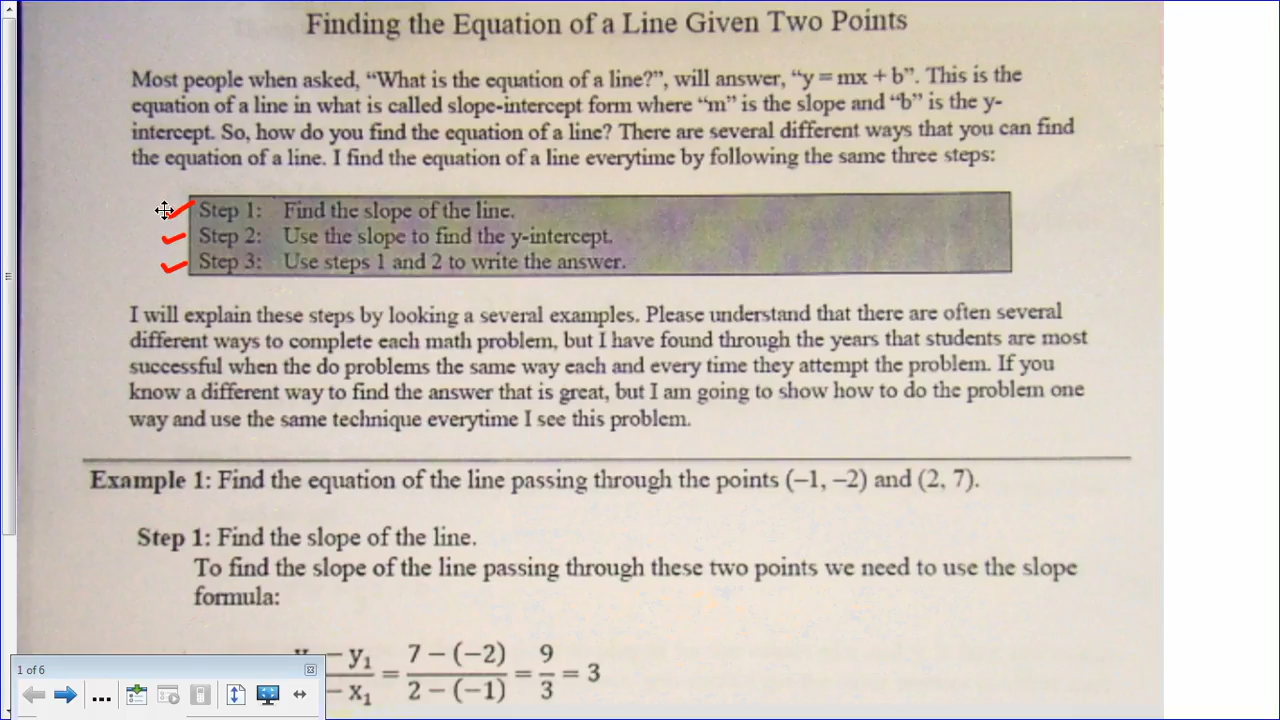 Finding the Equation of a Line Given Two Points
Most people when asked, “What is the equation of a line?”, will answer, “y = mx + b”. This is the
equation of a line in what is called slope-intercept form where “m” is the slope and “b” is the y-
intercept. So, how do you find the equation of a line? There are several different ways that you can find
the equation of a line. I find the equation of a line everytime by following the same three steps:
Step 1: Find the slope of the line.
Step 2: Use the slope to find the y-intercept.
Step 3: Use steps 1 and 2 to write the answer.
I will explain these steps by looking a several examples. Please understand that there are often several
different ways to complete each math problem, but I have found through the years that students are most
successful when the do problems the same way each and every time they attempt the problem. If you
know a different way to find the answer that is great, but I am going to show how to do the problem one
way and use the same technique everytime I see this problem.
Example 1: Find the equation of the line passing through the points (−1, −2) and (2, 7).
Step 1: Find the slope of the line.
To find the slope of the line passing through these two points we need to use the slope
formula:
− y₁ / − x₁ = 7 − (−2) / 2 − (−1) = 9 / 3 = 3
1 of 6